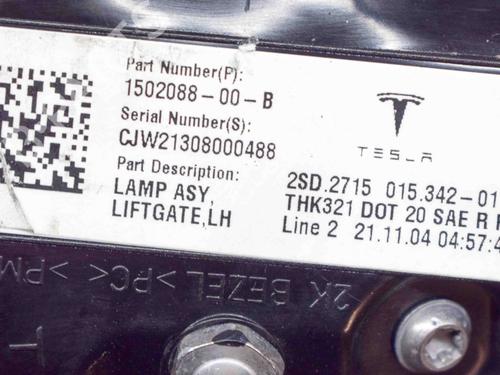 Part Number(P):
1502088-00-B
Serial Number(S):
CJW21308000488
Part Description:
LAMP ASY,
LIFTGATE,LH
TESLA
2SD.2715 015.342-01
THK321 DOT 20 SAE R
Line 2 21.11.04 04:57:4
>PC< >PM
2K BEZEL
T